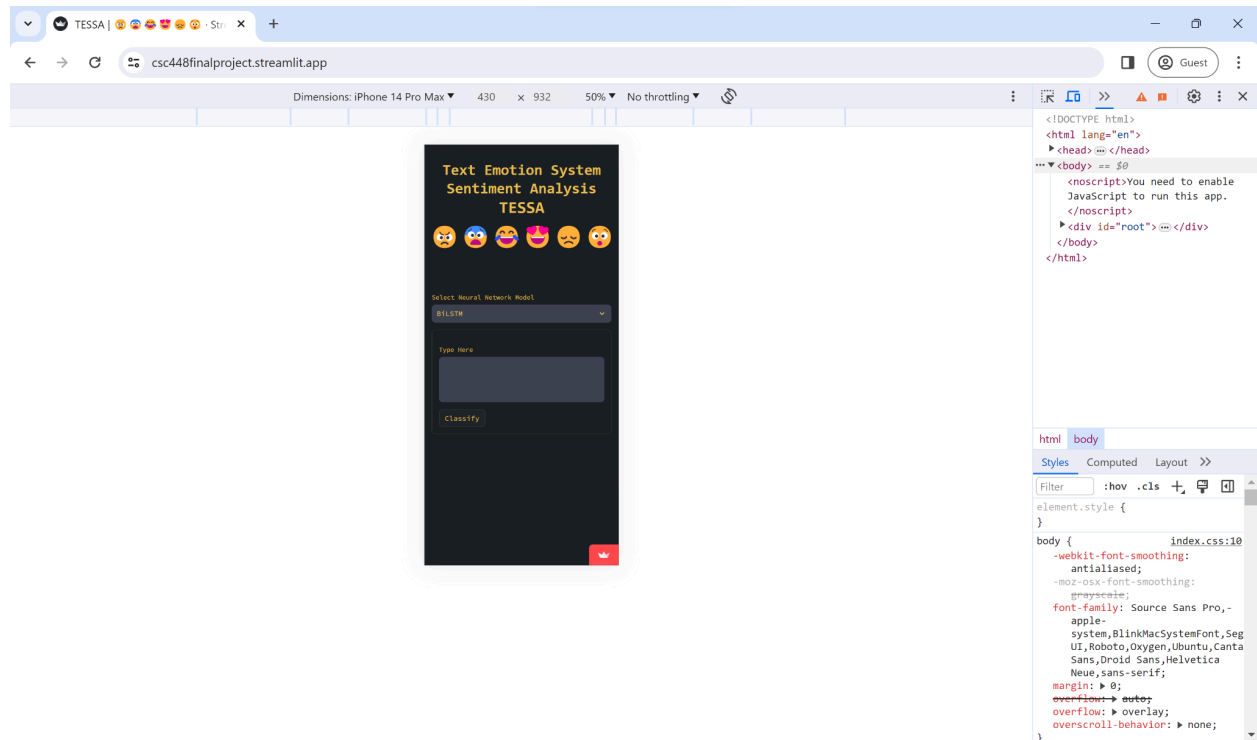 TESSA | 😠😨😂😍😞😲 · Str
csc448finalproject.streamlit.app
Guest
Dimensions: iPhone 14 Pro Max 430 × 932 50% No throttling
Text Emotion System
Sentiment Analysis
TESSA
Select Neural Network Model
BiLSTM
Type Here
Classify
<!DOCTYPE html>
<html lang="en">
<head> ⋯ </head>
⋯ <body> == $0
<noscript>You need to enable
JavaScript to run this app.
</noscript>
<div id="root"> ⋯ </div>
</body>
</html>
html body
Styles Computed Layout
Filter :hov .cls
element.style {
}
body { index.css:10
-webkit-font-smoothing:
antialiased;
-moz-osx-font-smoothing:
grayscale;
font-family: Source Sans Pro,-
apple-
system,BlinkMacSystemFont,Seg
UI,Roboto,Oxygen,Ubuntu,Canta
Sans,Droid Sans,Helvetica
Neue,sans-serif;
margin: 0;
overflow: auto;
overflow: overlay;
overscroll-behavior: none;
}